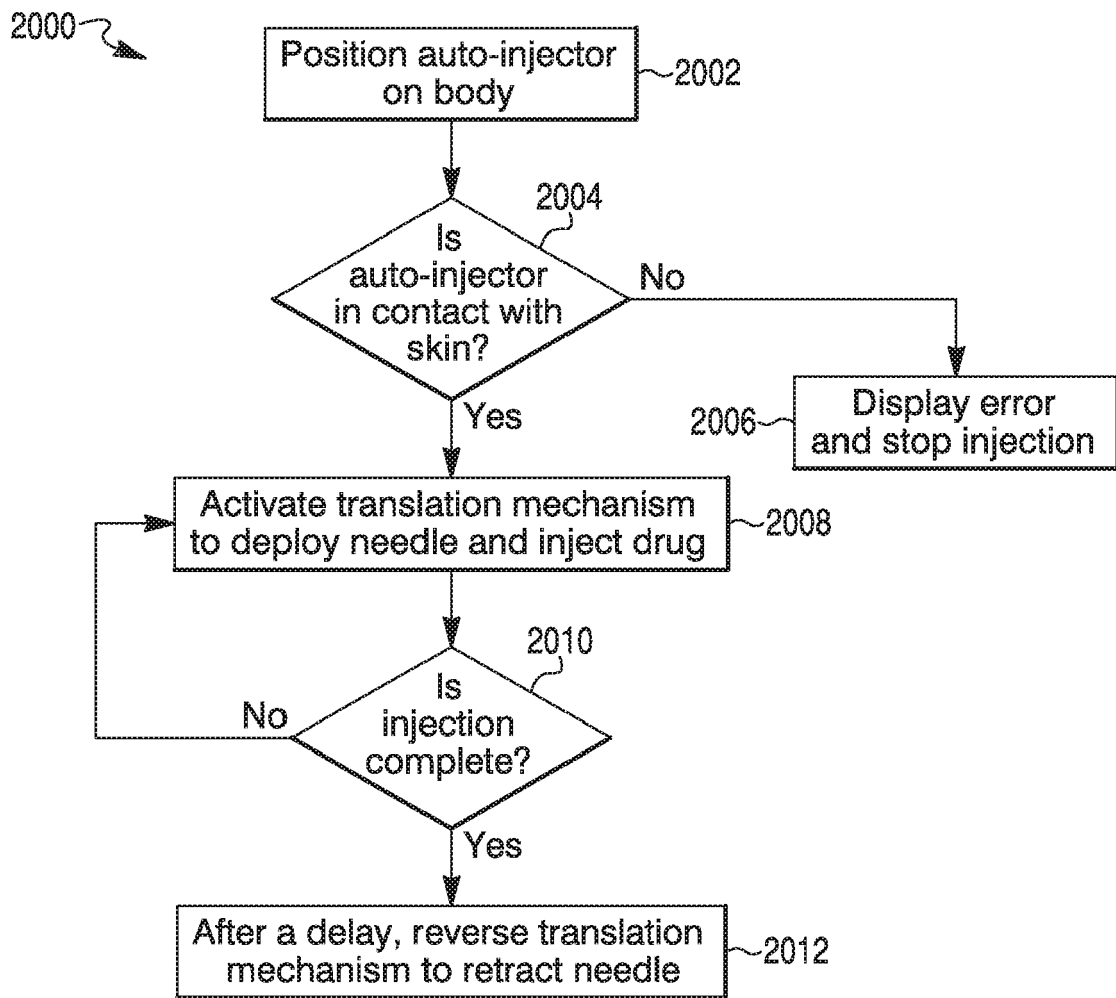 2000
Position auto-injector
on body
2002
2004
Is
auto-injector
in contact with
skin?
No
Yes
2006
Display error
and stop injection
Activate translation mechanism
to deploy needle and inject drug
2008
2010
Is
injection
complete?
No
Yes
After a delay, reverse translation
mechanism to retract needle
2012